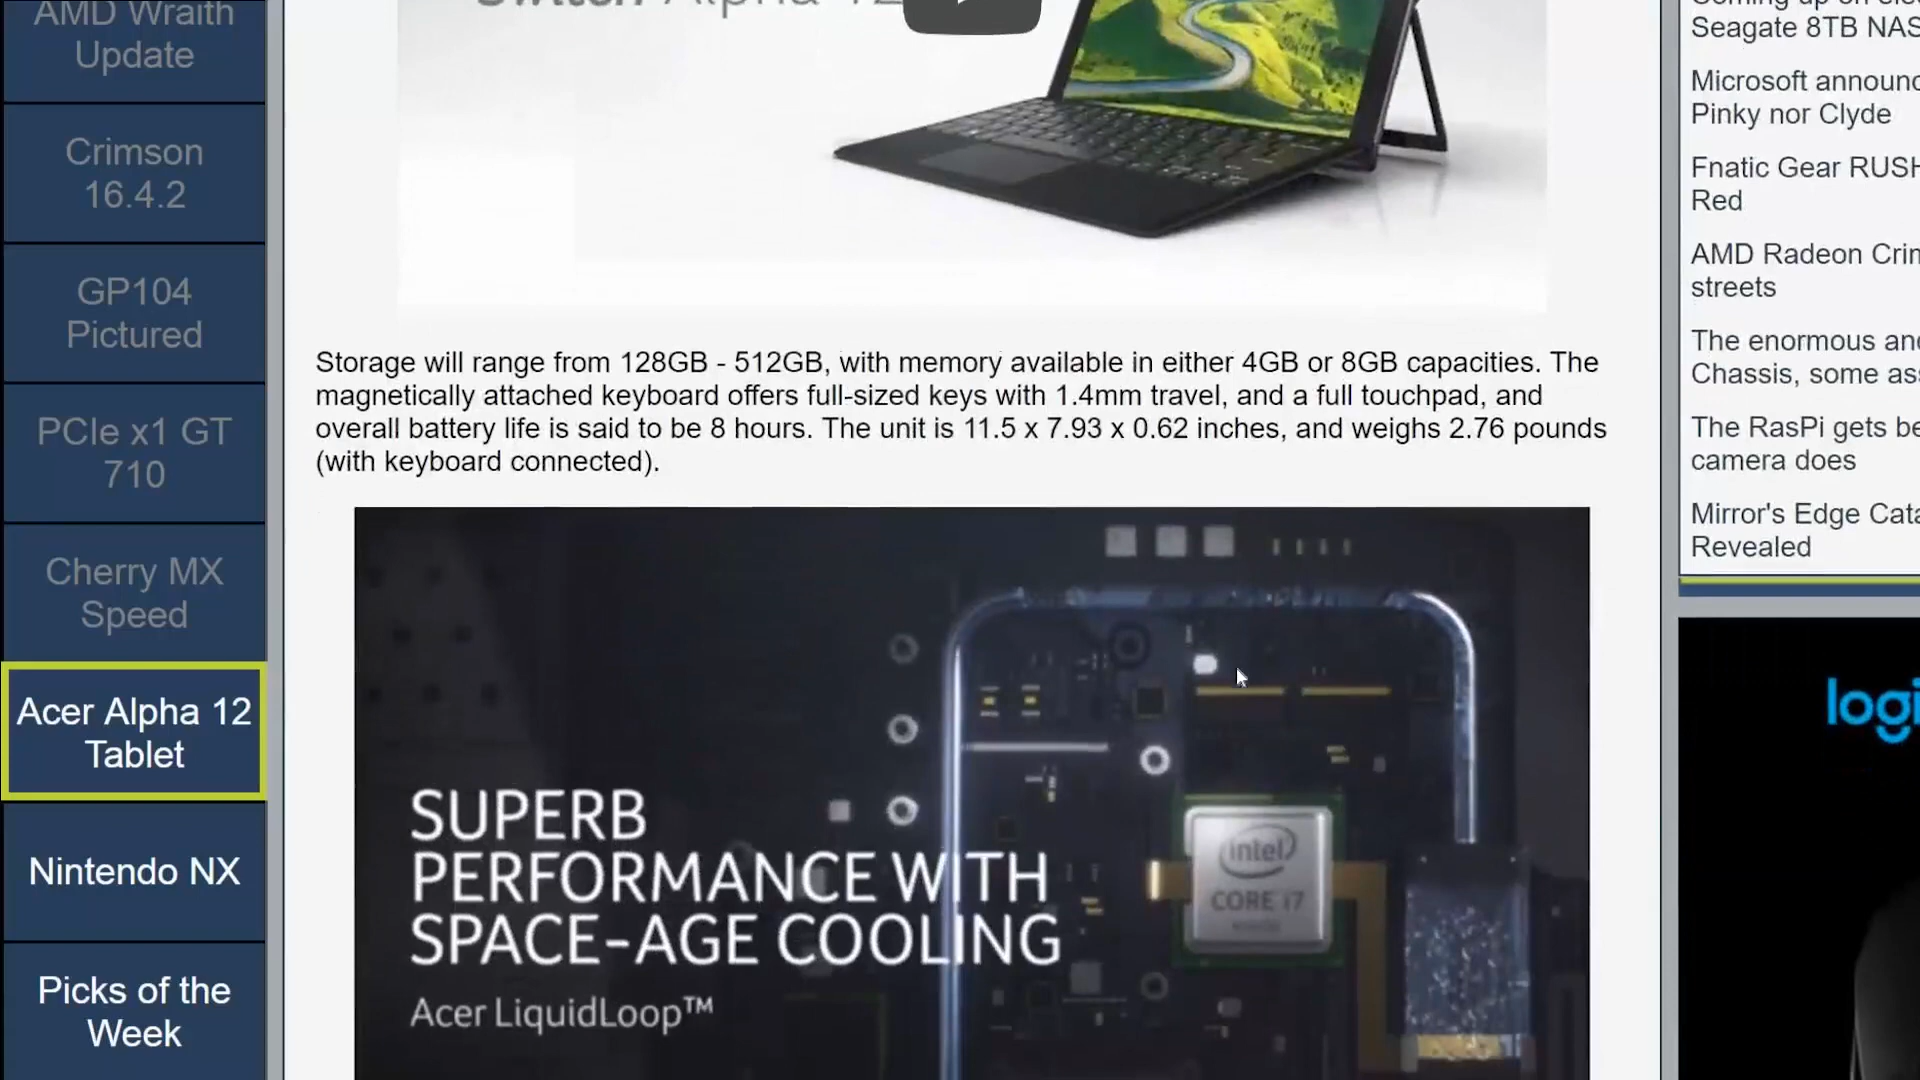 AMD Wraith
Update
Crimson
16.4.2
GP104
Pictured
PCIe x1 GT
710
Cherry MX
Speed
Acer Alpha 12
Tablet
Nintendo NX
Picks of the
Week
Switch Alpha 12
Storage will range from 128GB - 512GB, with memory available in either 4GB or 8GB capacities. The
magnetically attached keyboard offers full-sized keys with 1.4mm travel, and a full touchpad, and
overall battery life is said to be 8 hours. The unit is 11.5 x 7.93 x 0.62 inches, and weighs 2.76 pounds
(with keyboard connected).
SUPERB
PERFORMANCE WITH
SPACE-AGE COOLING
Acer LiquidLoop™
intel
CORE i7
Seagate 8TB NAS
Microsoft announc
Pinky nor Clyde
Fnatic Gear RUSH
Red
AMD Radeon Crim
streets
The enormous and
Chassis, some ass
The RasPi gets be
camera does
Mirror's Edge Cata
Revealed
logi